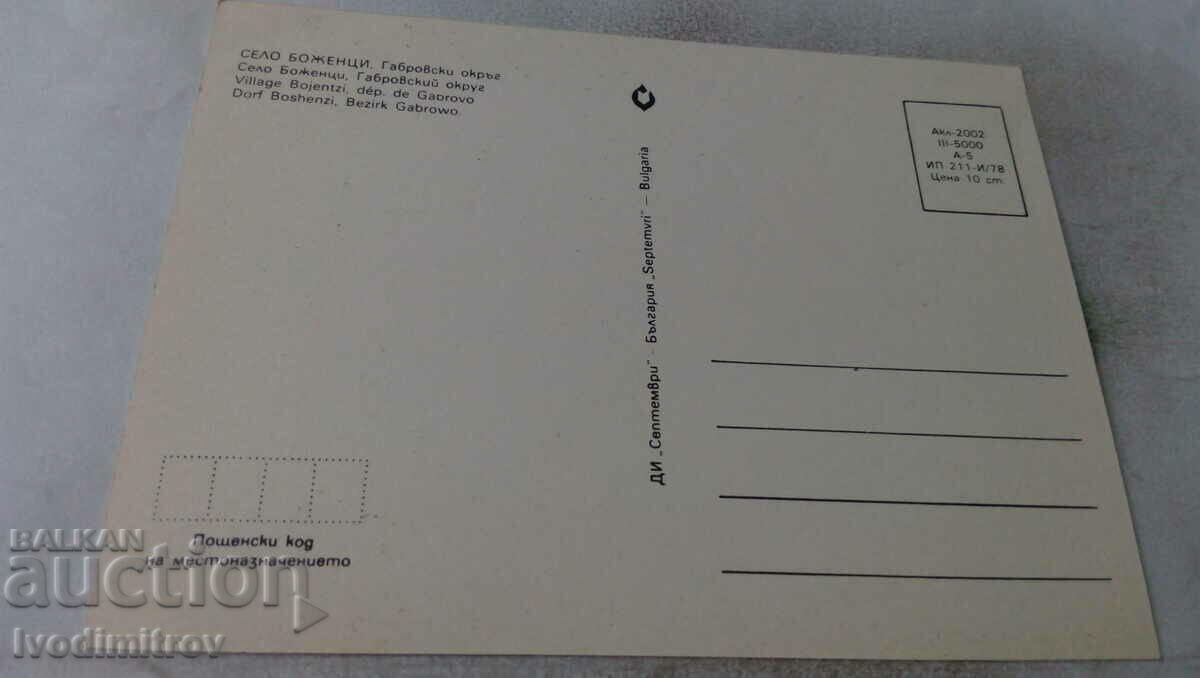 СЕЛО БОЖЕНЦИ, Габровски окръг
Село Боженци, Габровский округ
Village Bojentzi, dép. de Gabrovo
Dorf Boshenzi, Bezirk Gabrowo.
Акл-2002
III-5000
А-5
ИП 211-И/78
Цена 10 ст.
ДИ „Септември" - България „Septemvri" — Bulgaria
Пощенски код
на местоназначението
BALKAN
auction
Ivodimitrov